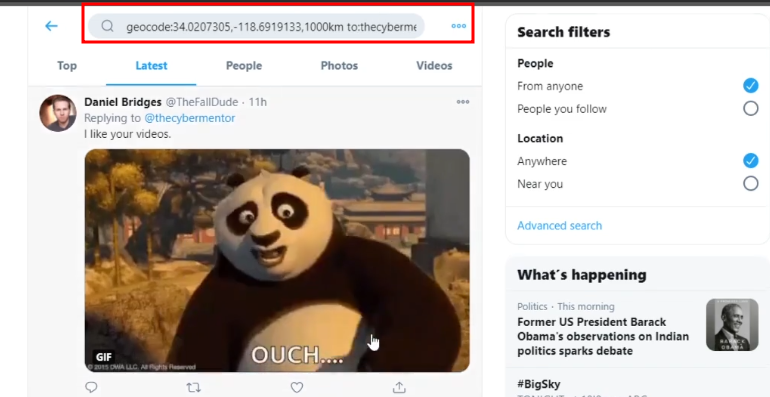 geocode:34.0207305,-118.6919133,1000km to:thecyberme
Top Latest People Photos Videos
Daniel Bridges @TheFallDude · 11h
Replying to @thecybermentor
I like your videos.
GIF
OUCH....
© 2015 DWA LLC. All Rights Reserved
Search filters
People
From anyone
People you follow
Location
Anywhere
Near you
Advanced search
What's happening
Politics · This morning
Former US President Barack
Obama's observations on Indian
politics sparks debate
BARACK
OBAMA
#BigSky